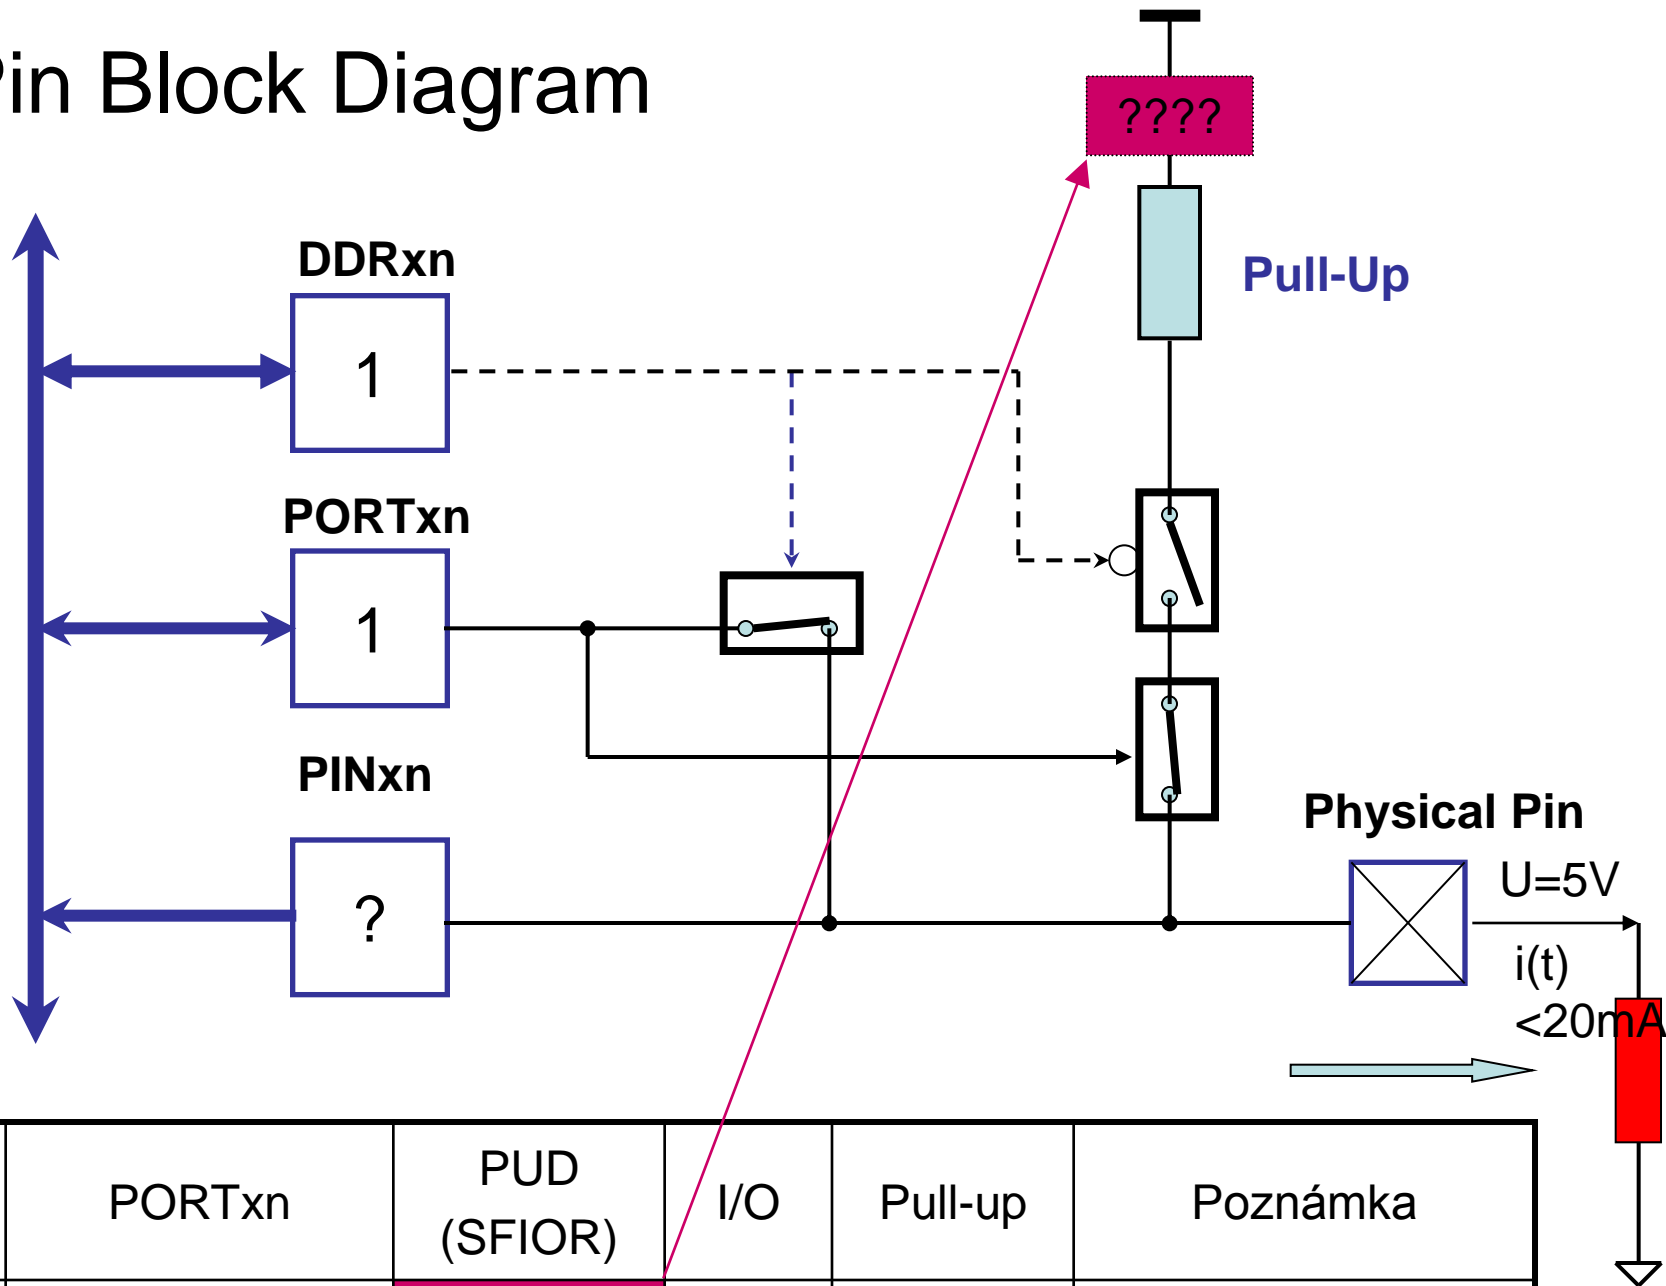 in Block Diagram
????
DDRxn
Pull-Up
1
PORTxn
1
PINxn
Physical Pin
?
U=5V
i(t)
<20mA
PORTxn
PUD
(SFIOR)
I/O
Pull-up
Poznámka